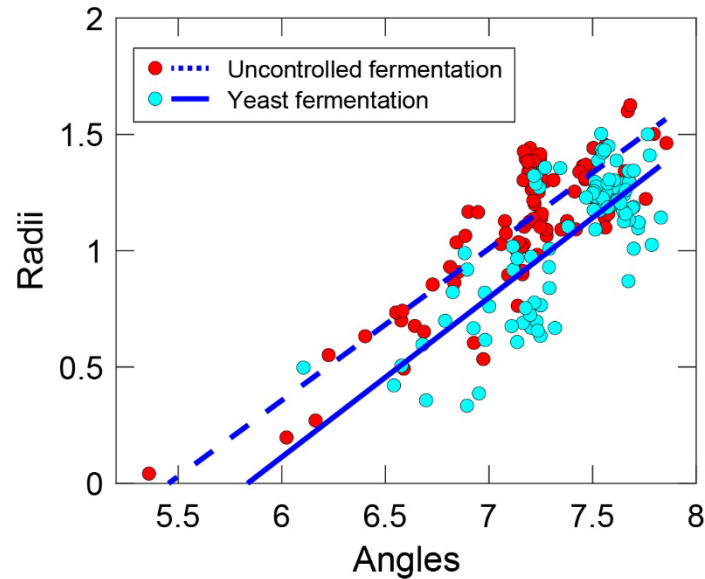 2
Uncontrolled fermentation
Yeast fermentation
1.5
1
0.5
0
Radii
5.5 6 6.5 7 7.5 8
Angles